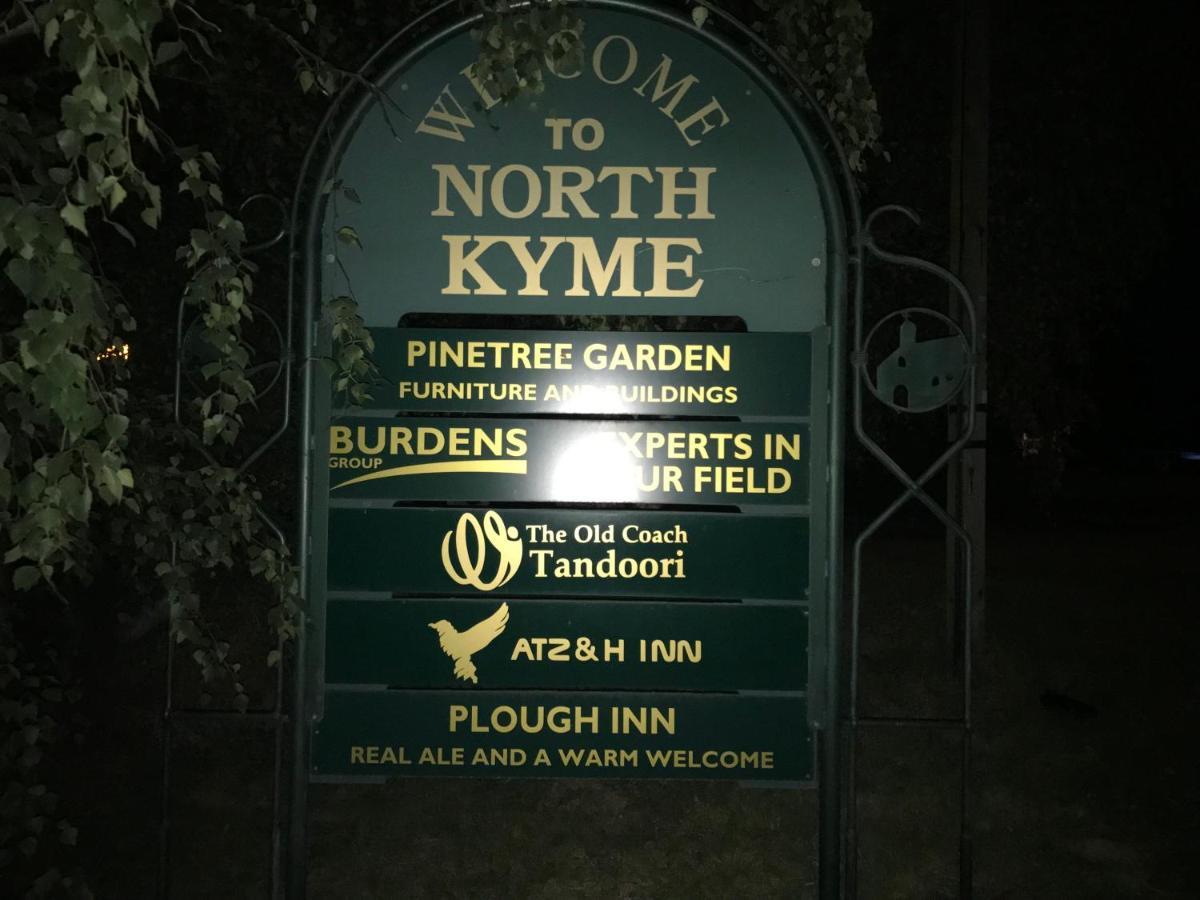 WELCOME
TO
NORTH
KYME
PINETREE GARDEN
FURNITURE AND BUILDINGS
BURDENS
GROUP
EXPERTS IN
OUR FIELD
The Old Coach
Tandoori
ATZ&H INN
PLOUGH INN
REAL ALE AND A WARM WELCOME